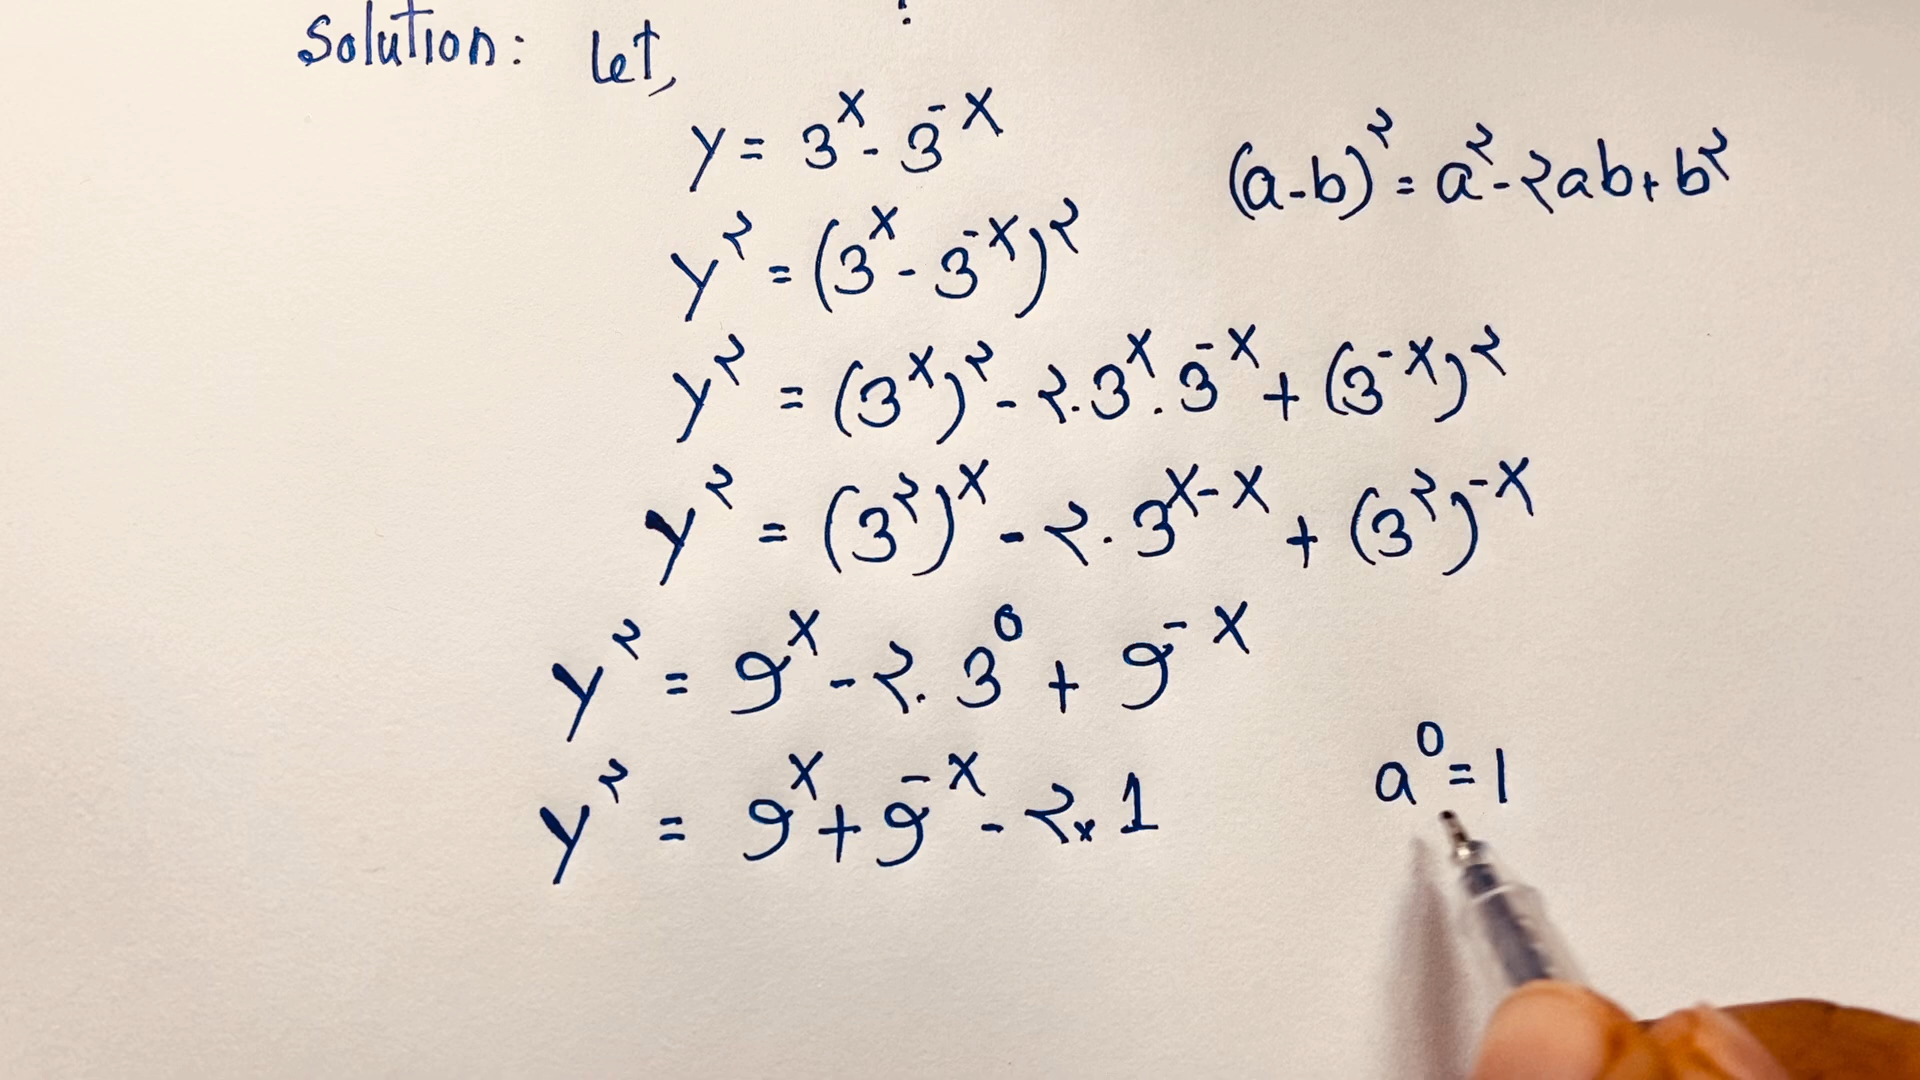 Solution: Let,
y = 3^x - 3^-x
(a-b)^2 = a^2 - 2ab + b^2
y^2 = (3^x - 3^-x)^2
y^2 = (3^x)^2 - 2.3^x.3^-x + (3^-x)^2
y^2 = (3^2)^x - 2.3^x-x + (3^2)^-x
y^2 = 9^x - 2.3^0 + 9^-x
a^0 = 1
y^2 = 9^x + 9^-x - 2×1